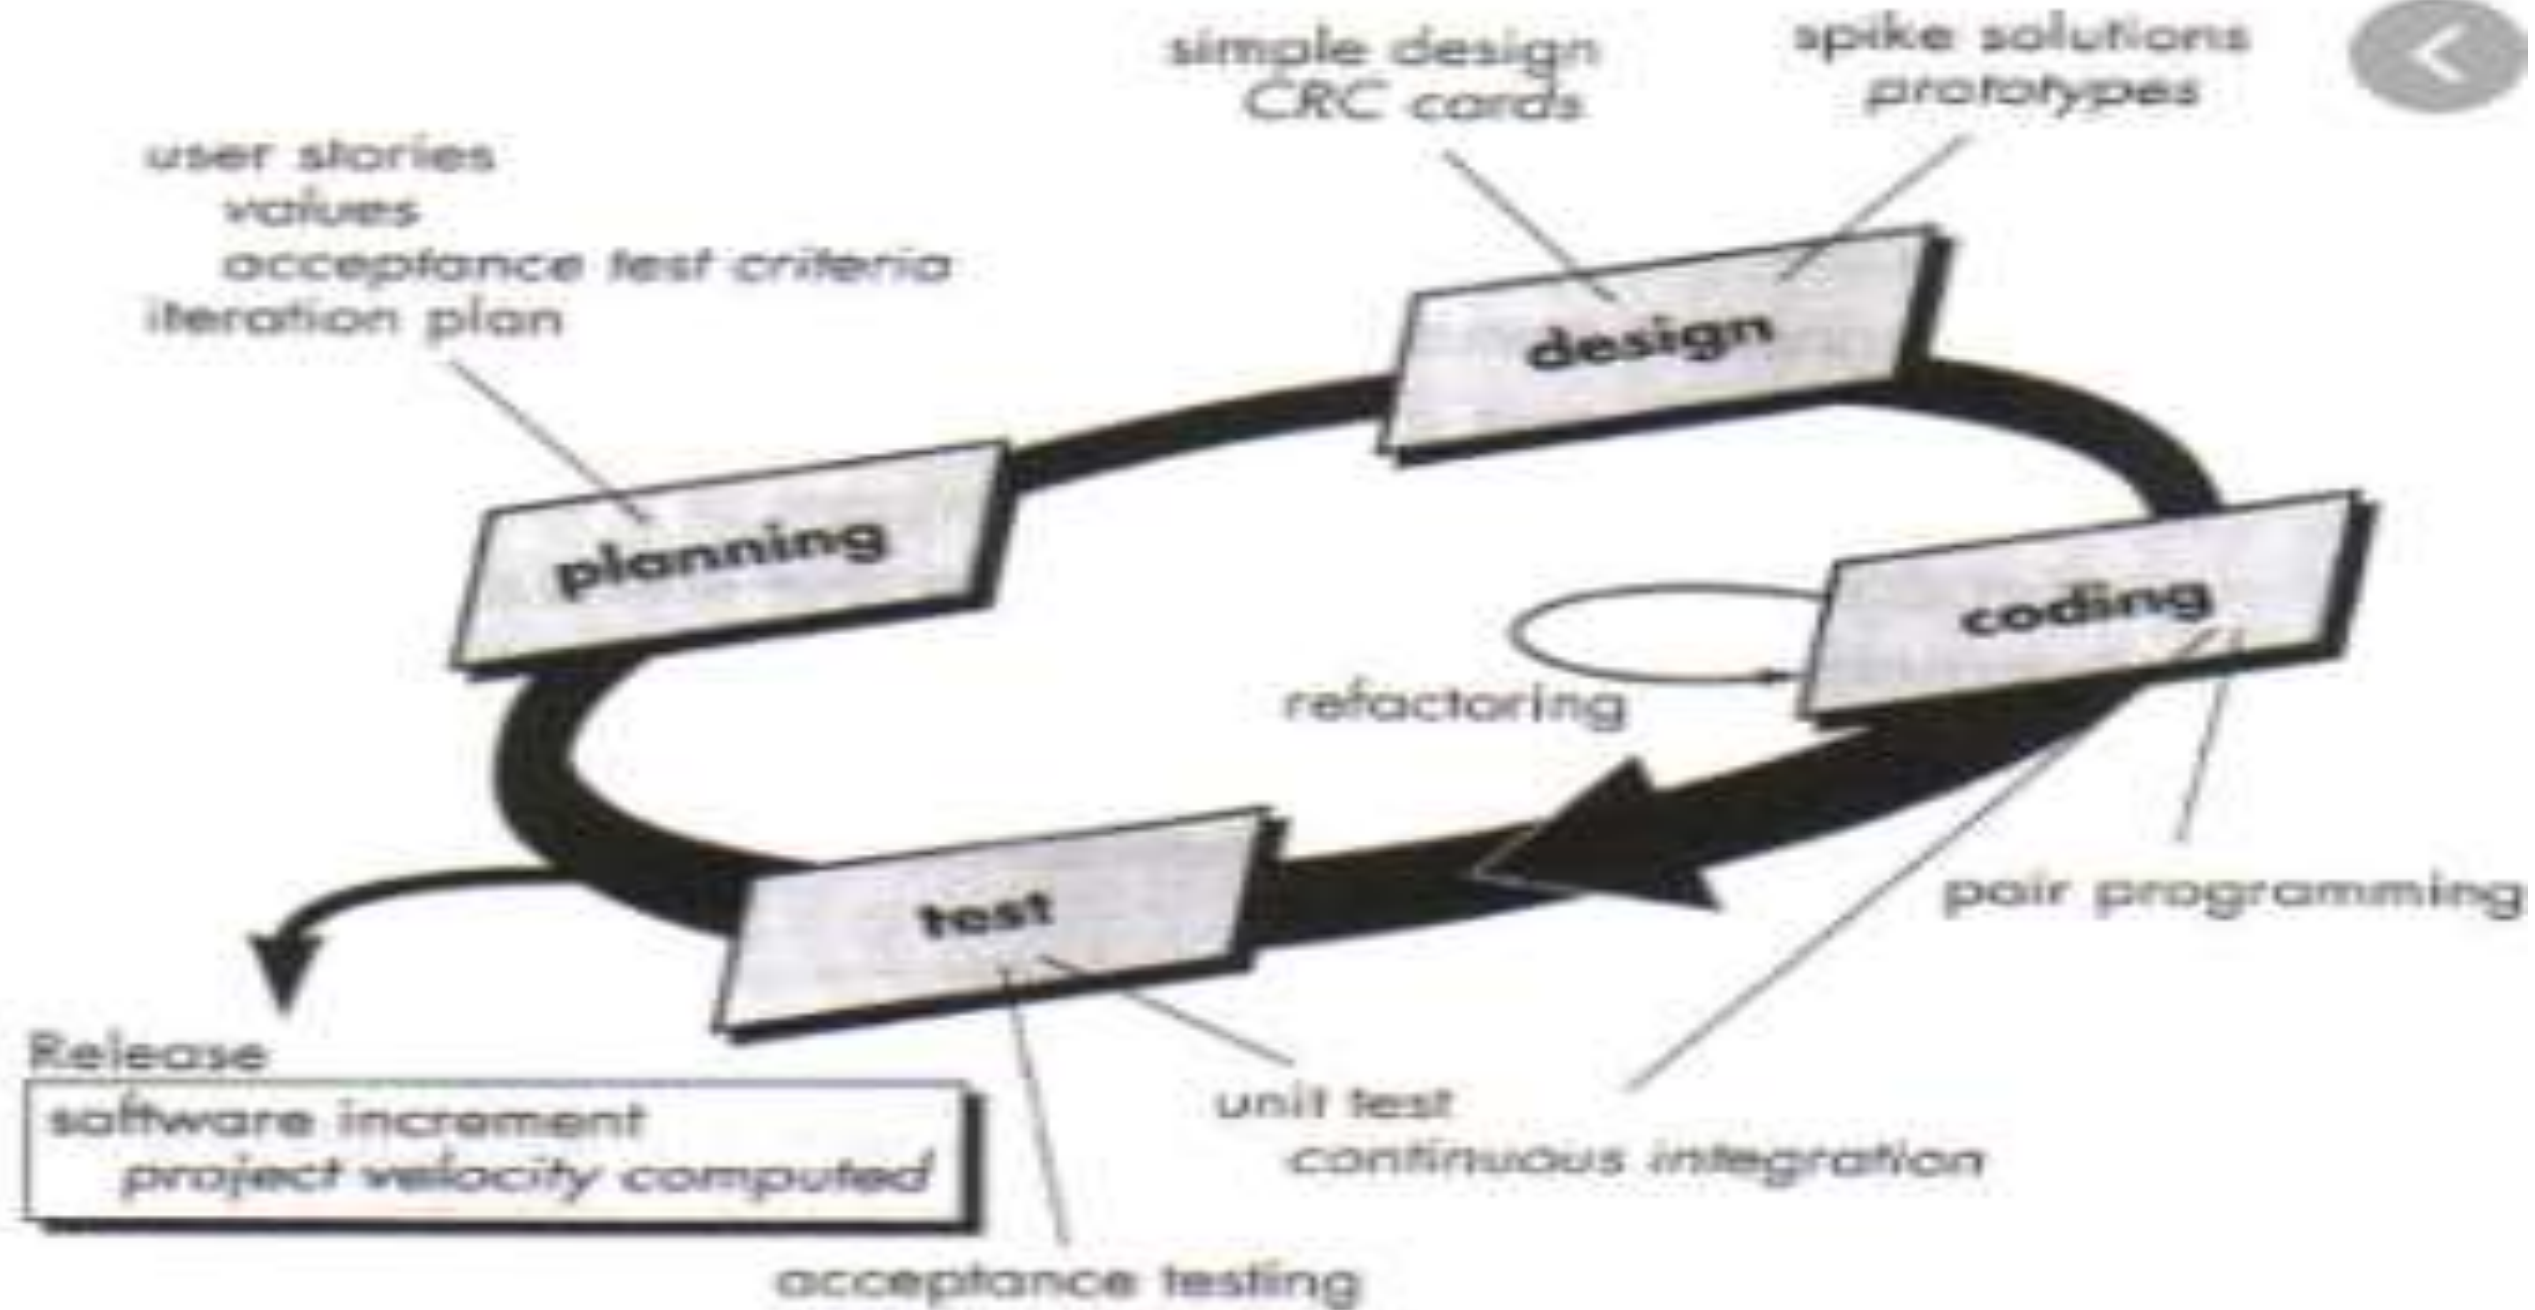 simple design
CRC cards
spike solutions
prototypes
user stories
values
acceptance test criteria
iteration plan
design
planning
coding
refactoring
test
pair programming
Release
software increment
project velocity computed
unit test
continuous integration
acceptance testing